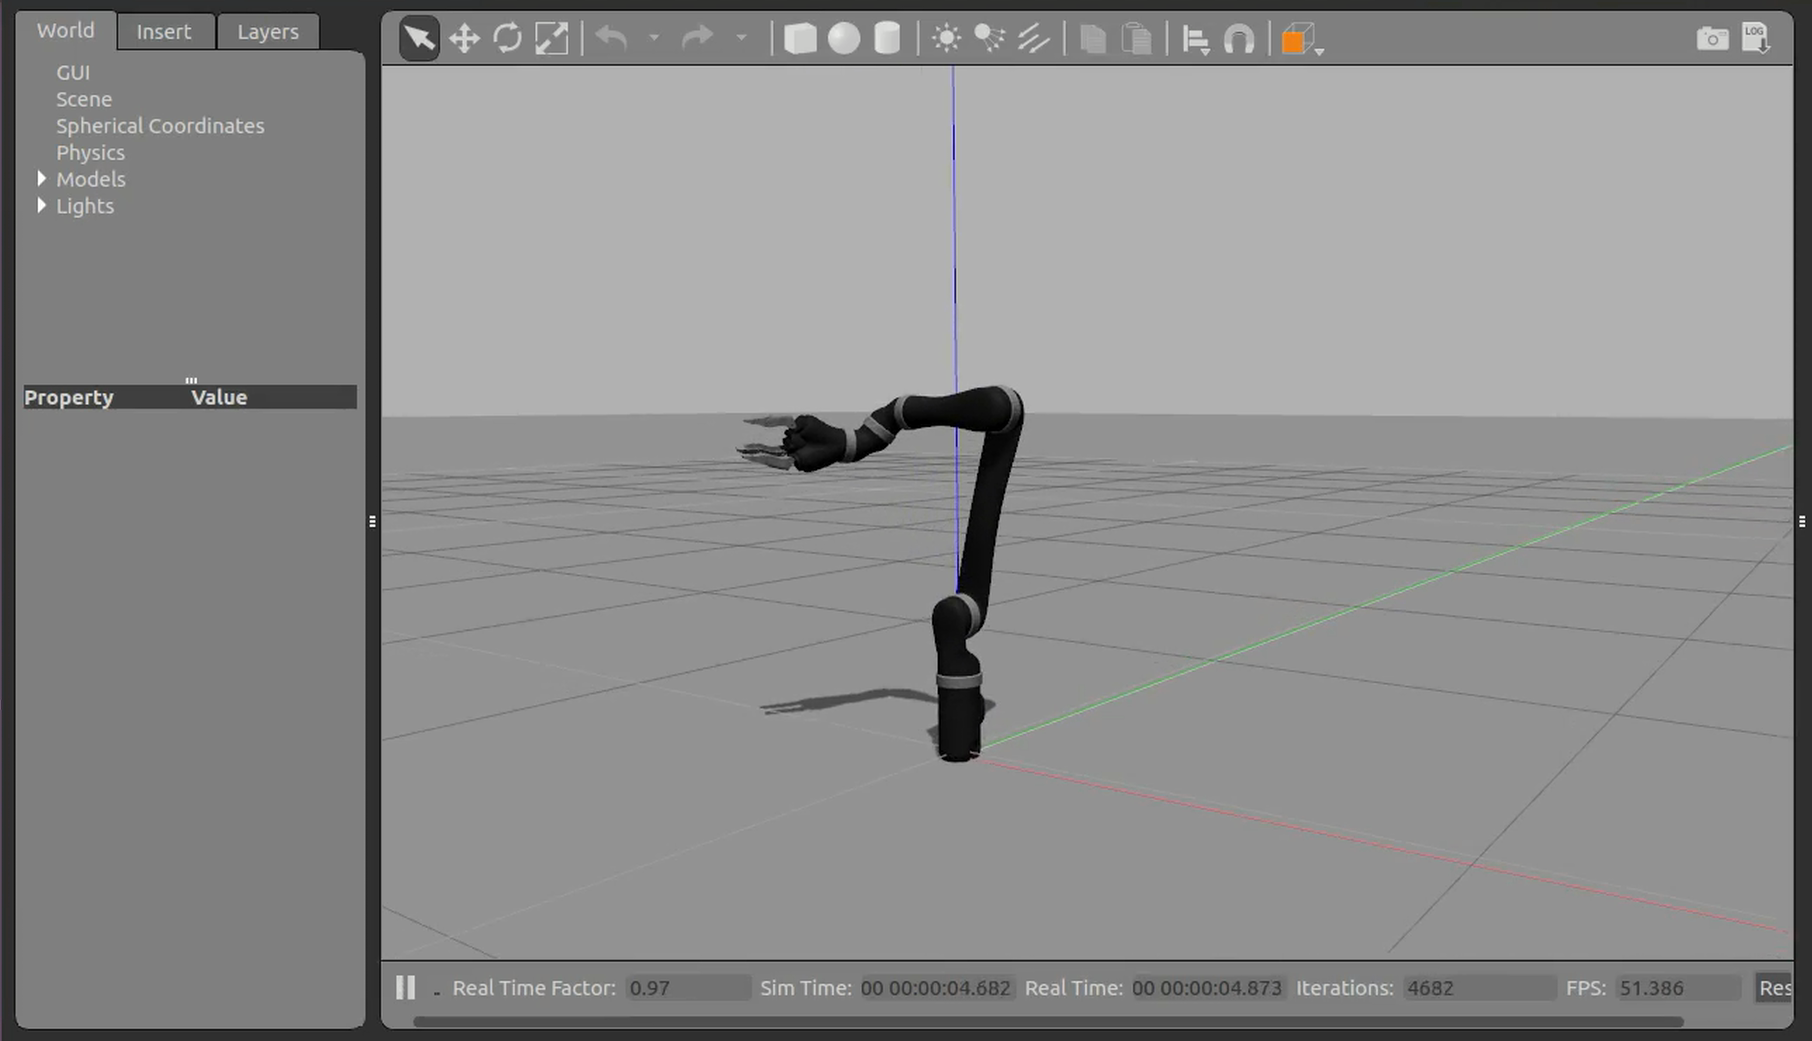 World Insert Layers
GUI
Scene
Spherical Coordinates
Physics
Models
Lights
Property Value
LOG
Real Time Factor: 0.97 Sim Time: 00 00:00:04.682 Real Time: 00 00:00:04.873 Iterations: 4682 FPS: 51.386 Res